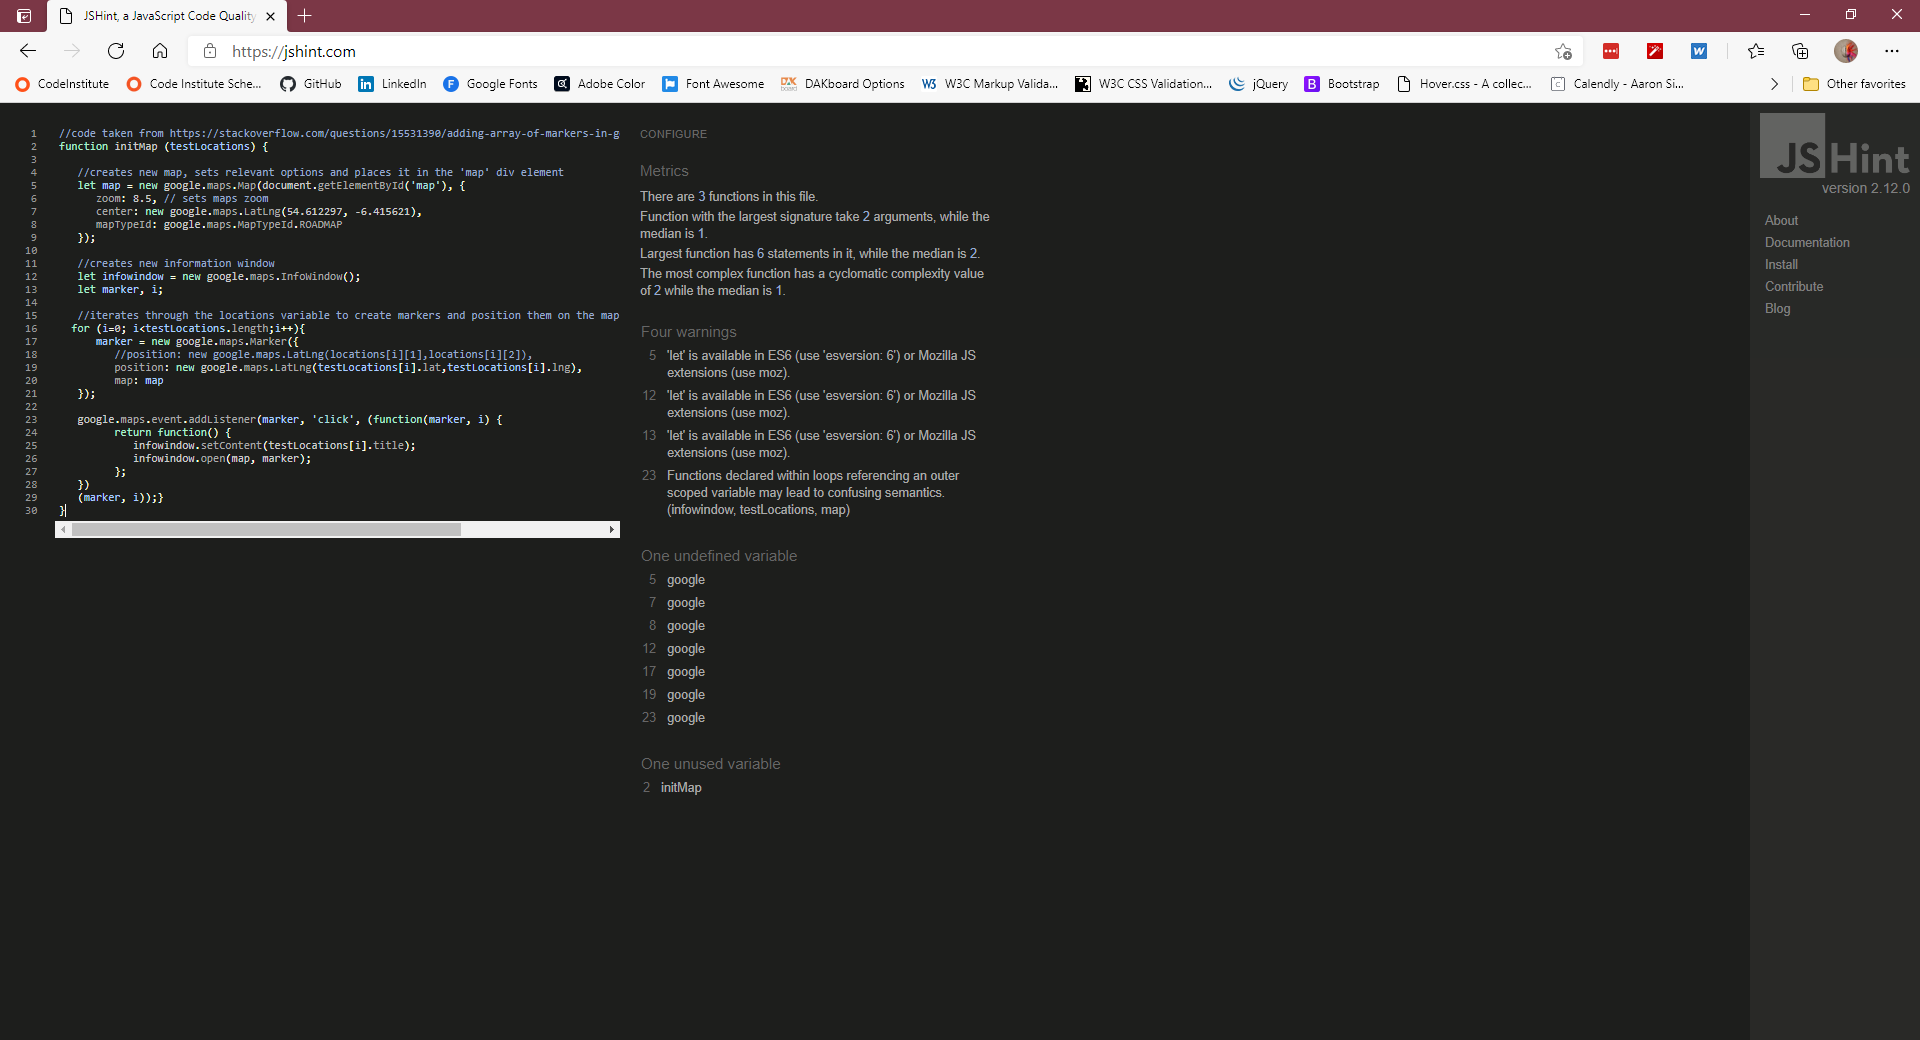 JSHint, a JavaScript Code Quality
https://jshint.com
CodeInstitute
Code Institute Sche...
GitHub
LinkedIn
Google Fonts
Adobe Color
Font Awesome
DAKboard Options
W3C Markup Valida...
W3C CSS Validation...
jQuery
Bootstrap
Hover.css - A collec...
Calendly - Aaron Si...
Other favorites
1 //code taken from https://stackoverflow.com/questions/15531390/adding-array-of-markers-in-g
2 function initMap (testLocations) {
3
4 //creates new map, sets relevant options and places it in the 'map' div element
5 let map = new google.maps.Map(document.getElementById('map'), {
6 zoom: 8.5, // sets maps zoom
7 center: new google.maps.LatLng(54.612297, -6.415621),
8 mapTypeId: google.maps.MapTypeId.ROADMAP
9 });
10
11 //creates new information window
12 let infowindow = new google.maps.InfoWindow();
13 let marker, i;
14
15 //iterates through the locations variable to create markers and position them on the map
16 for (i=0; i<testLocations.length;i++){
17 marker = new google.maps.Marker({
18 //position: new google.maps.LatLng(locations[i][1],locations[i][2]),
19 position: new google.maps.LatLng(testLocations[i].lat,testLocations[i].lng),
20 map: map
21 });
22
23 google.maps.event.addListener(marker, 'click', (function(marker, i) {
24 return function() {
25 infowindow.setContent(testLocations[i].title);
26 infowindow.open(map, marker);
27 };
28 })
29 (marker, i));}
30 }
CONFIGURE
Metrics
There are 3 functions in this file.
Function with the largest signature take 2 arguments, while the
median is 1.
Largest function has 6 statements in it, while the median is 2.
The most complex function has a cyclomatic complexity value
of 2 while the median is 1.
Four warnings
5 'let' is available in ES6 (use 'esversion: 6') or Mozilla JS
extensions (use moz).
12 'let' is available in ES6 (use 'esversion: 6') or Mozilla JS
extensions (use moz).
13 'let' is available in ES6 (use 'esversion: 6') or Mozilla JS
extensions (use moz).
23 Functions declared within loops referencing an outer
scoped variable may lead to confusing semantics.
(infowindow, testLocations, map)
One undefined variable
5 google
7 google
8 google
12 google
17 google
19 google
23 google
One unused variable
2 initMap
JSHint
version 2.12.0
About
Documentation
Install
Contribute
Blog